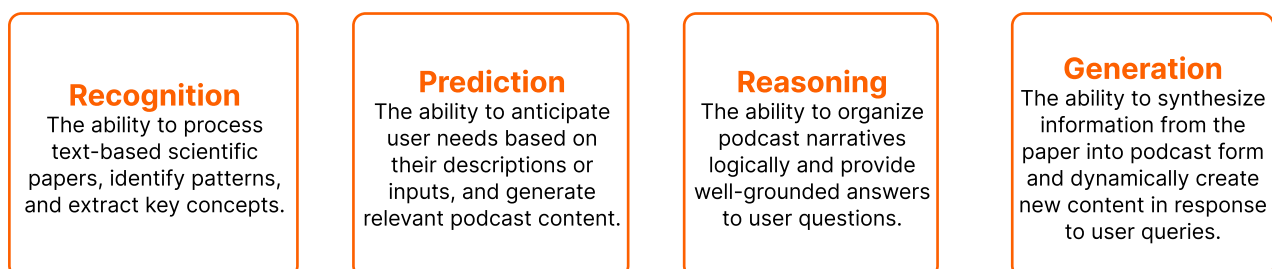 Recognition
The ability to process
text-based scientific
papers, identify patterns,
and extract key concepts.
Prediction
The ability to anticipate
user needs based on
their descriptions or
inputs, and generate
relevant podcast content.
Reasoning
The ability to organize
podcast narratives
logically and provide
well-grounded answers
to user questions.
Generation
The ability to synthesize
information from the
paper into podcast form
and dynamically create
new content in response
to user queries.